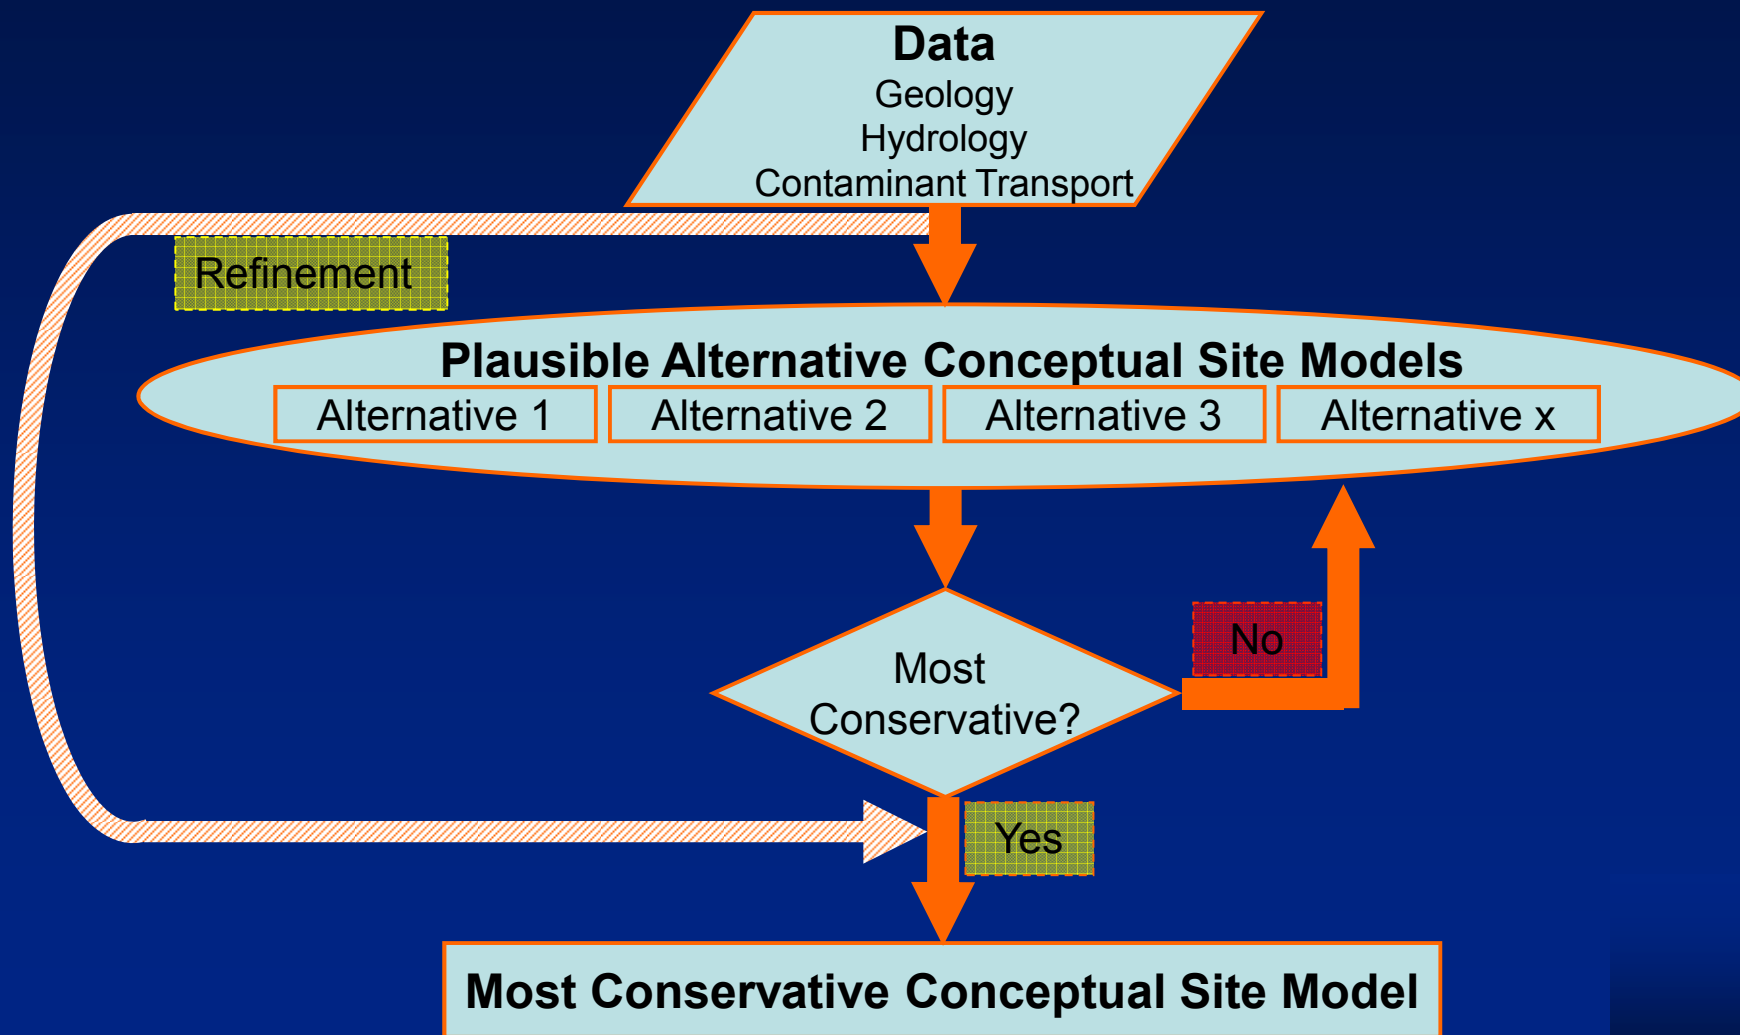 Data
Geology
Hydrology
Contaminant Transport
Refinement
Plausible Alternative Conceptual Site Models
Alternative 1
Alternative 2
Alternative 3
Alternative x
Most
Conservative?
No
Yes
Most Conservative Conceptual Site Model